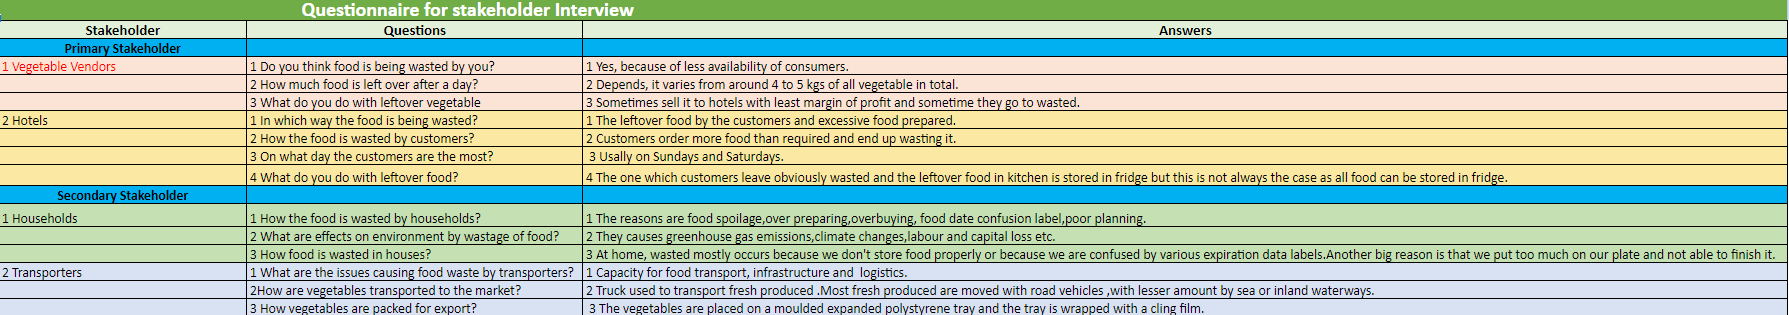 Questionnaire for stakeholder Interview
Stakeholder Questions Answers
Primary Stakeholder
1 Vegetable Vendors 1 Do you think food is being wasted by you? 1 Yes, because of less availability of consumers.
2 How much food is left over after a day? 2 Depends, it varies from around 4 to 5 kgs of all vegetable in total.
3 What do you do with leftover vegetable 3 Sometimes sell it to hotels with least margin of profit and sometime they go to wasted.
2 Hotels 1 In which way the food is being wasted? 1 The leftover food by the customers and excessive food prepared.
2 How the food is wasted by customers? 2 Customers order more food than required and end up wasting it.
3 On what day the customers are the most? 3 Usally on Sundays and Saturdays.
4 What do you do with leftover food? 4 The one which customers leave obviously wasted and the leftover food in kitchen is stored in fridge but this is not always the case as all food can be stored in fridge.
Secondary Stakeholder
1 Households 1 How the food is wasted by households? 1 The reasons are food spoilage,over preparing,overbuying, food date confusion label,poor planning.
2 What are effects on environment by wastage of food? 2 They causes greenhouse gas emissions,climate changes,labour and capital loss etc.
3 How food is wasted in houses? 3 At home, wasted mostly occurs because we don't store food properly or because we are confused by various expiration data labels.Another big reason is that we put too much on our plate and not able to finish it.
2 Transporters 1 What are the issues causing food waste by transporters? 1 Capacity for food transport, infrastructure and logistics.
2How are vegetables transported to the market? 2 Truck used to transport fresh produced .Most fresh produced are moved with road vehicles ,with lesser amount by sea or inland waterways.
3 How vegetables are packed for export? 3 The vegetables are placed on a moulded expanded polystyrene tray and the tray is wrapped with a cling film.